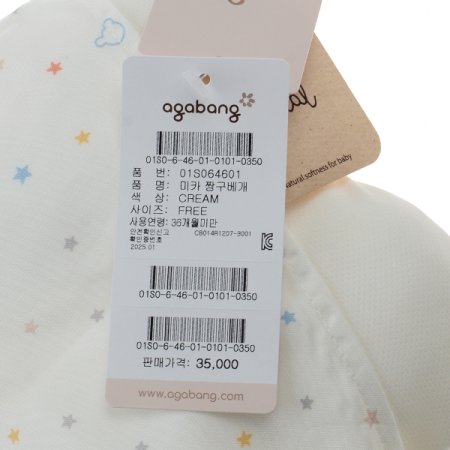 agabang
01S0-6-46-01-0101-0350
품 번: 01S064601
품 명: 미카 짱구베개
색 상: CREAM
사이즈: FREE
사용연령: 36개월미만
안전확인신고 CB014R1207-3001
확인증번호
2025.01
01S0-6-46-01-0101-0350
01S0-6-46-01-0101-0350
판매가격: 35,000
www.agabang.com
natural softness for baby